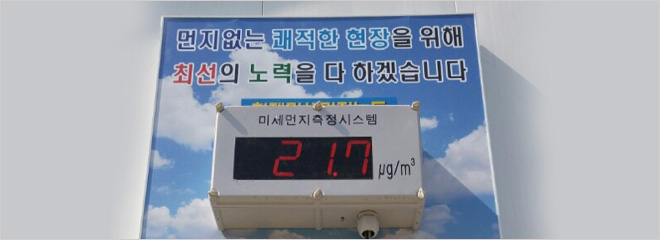 먼지없는 쾌적한 현장을 위해
최선의 노력을 다 하겠습니다
미세먼지측정시스템
21.7 μg/m³